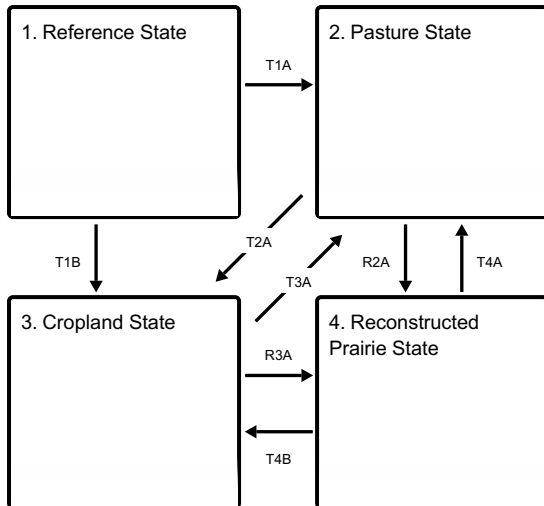 1. Reference State
2. Pasture State
T1A
T1B
T2A
T3A
R2A
T4A
3. Cropland State
4. Reconstructed
Prairie State
R3A
T4B